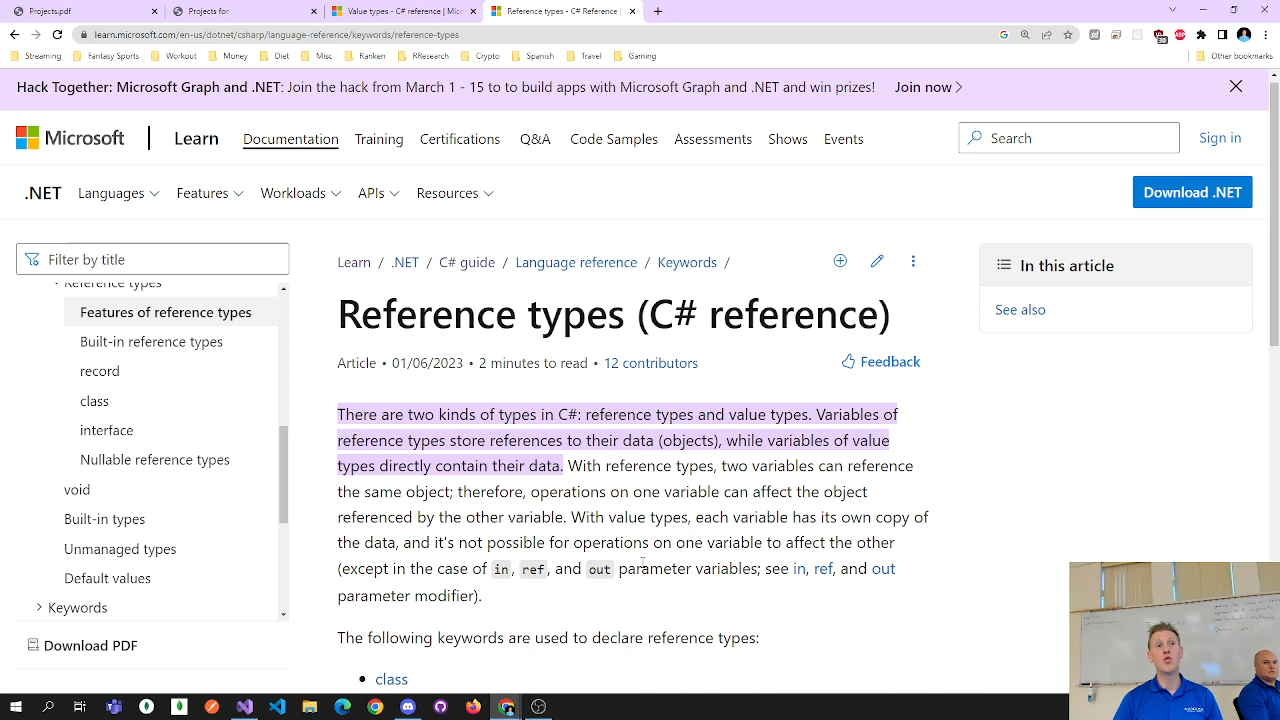 Projects.pdf
Projects for
Value types - C# reference | Micr
Reference types - C# Reference |
learn.microsoft.com/en-us/dotnet/csharp/language-reference/keywords/reference-types
30
ABP
Streaming
Fantasy Sports
Workout
Money
Diet
Misc
Ranken
RResearch
Crypto
Spanish
Travel
Gaming
Other bookmarks
Hack Together: Microsoft Graph and .NET: Join the hack from March 1 - 15 to to build apps with Microsoft Graph and .NET and win prizes! Join now
Microsoft
Learn
Documentation
Training
Certifications
Q&A
Code Samples
Assessments
Shows
Events
Search
Sign in
.NET
Languages
Features
Workloads
APIs
Resources
Download .NET
Filter by title
Reference types
Features of reference types
Built-in reference types
record
class
interface
Nullable reference types
void
Built-in types
Unmanaged types
Default values
Keywords
Download PDF
Learn / .NET / C# guide / Language reference / Keywords /
Reference types (C# reference)
Article • 01/06/2023 • 2 minutes to read • 12 contributors
Feedback
There are two kinds of types in C#: reference types and value types. Variables of
reference types store references to their data (objects), while variables of value
types directly contain their data. With reference types, two variables can reference
the same object; therefore, operations on one variable can affect the object
referenced by the other variable. With value types, each variable has its own copy of
the data, and it's not possible for operations on one variable to affect the other
(except in the case of in, ref, and out parameter variables; see in, ref, and out
parameter modifier).
The following keywords are used to declare reference types:
• class
In this article
See also